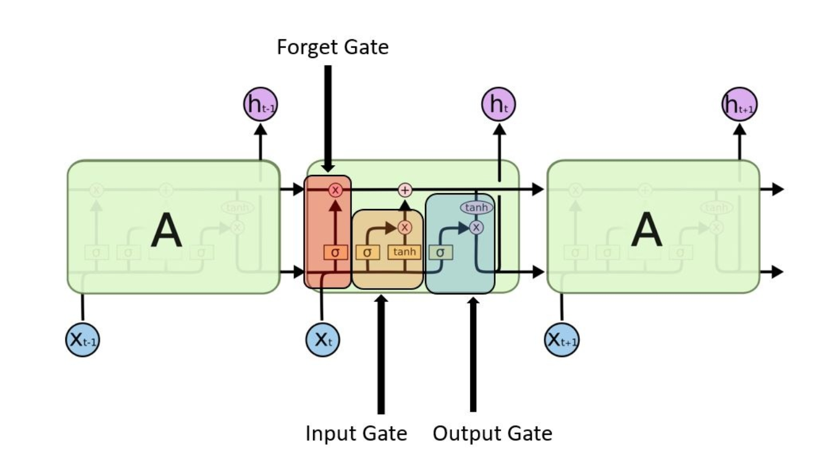 Forget Gate
ht-1
ht
ht+1
A
x
+
tanh
x
x
σ
σ
tanh
σ
A
Xt-1
Xt
Xt+1
Input Gate
Output Gate